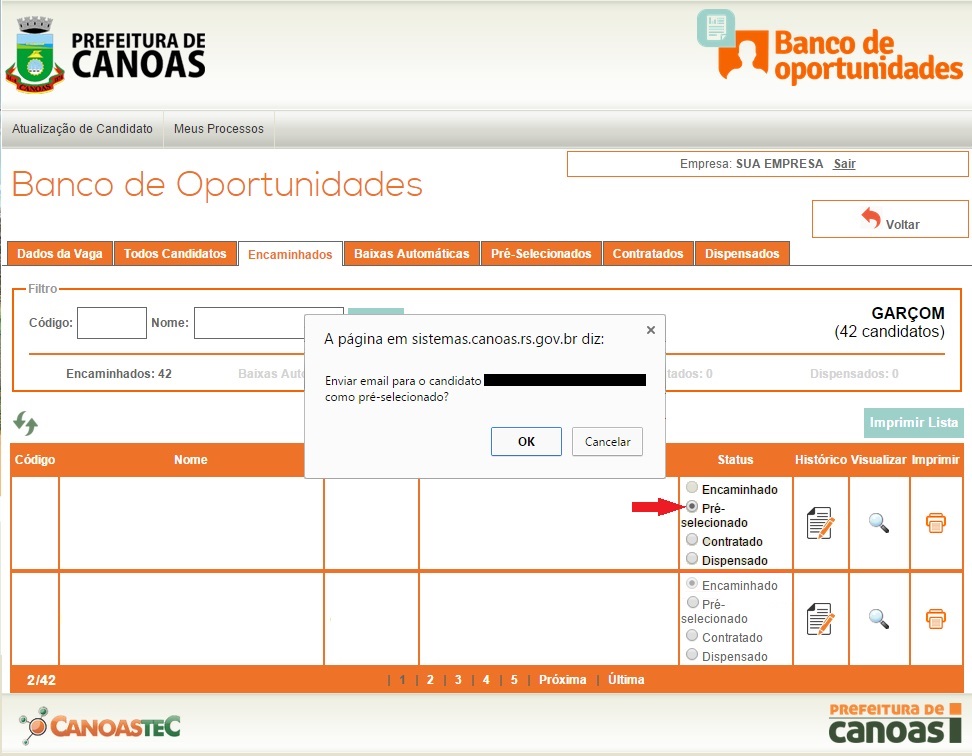 PREFEITURA DE
CANOAS
CANOAS
Banco de
oportunidades
Atualização de Candidato
Meus Processos
Empresa: SUA EMPRESA Sair
Banco de Oportunidades
Voltar
Dados da Vaga
Todos Candidatos
Encaminhados
Baixas Automáticas
Pré-Selecionados
Contratados
Dispensados
Filtro
Código:
Nome:
GARÇOM
(42 candidatos)
A página em sistemas.canoas.rs.gov.br diz:
×
Enviar email para o candidato
como pré-selecionado?
OK
Cancelar
Encaminhados: 42
Baixas Auto
tados: 0
Dispensados: 0
Imprimir Lista
Código
Nome
Status
Histórico
Visualizar
Imprimir
Encaminhado
Pré-
selecionado
Contratado
Dispensado
Encaminhado
Pré-
selecionado
Contratado
Dispensado
2/42
| 1 | 2 | 3 | 4 | 5 | Próxima | Última
CANOASTEC
PREFEITURA DE
canoas